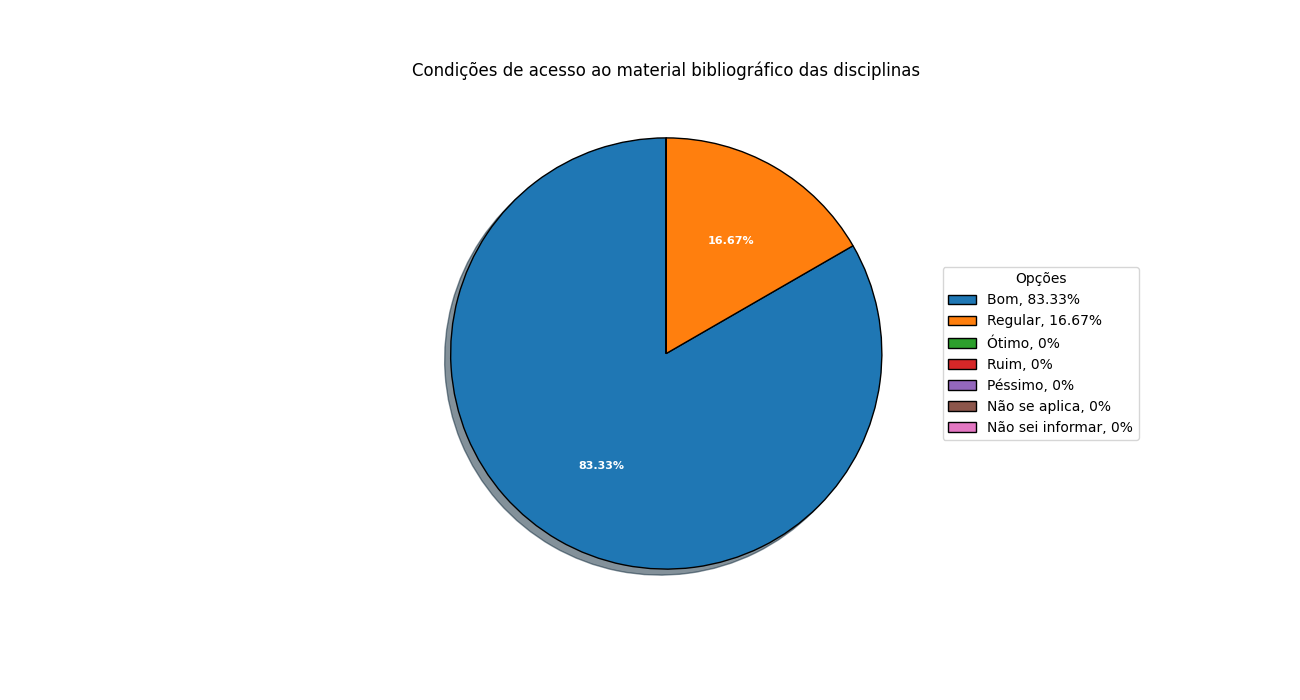 Condições de acesso ao material bibliográfico das disciplinas
16.67%
83.33%
Opções
Bom, 83.33%
Regular, 16.67%
Ótimo, 0%
Ruim, 0%
Péssimo, 0%
Não se aplica, 0%
Não sei informar, 0%